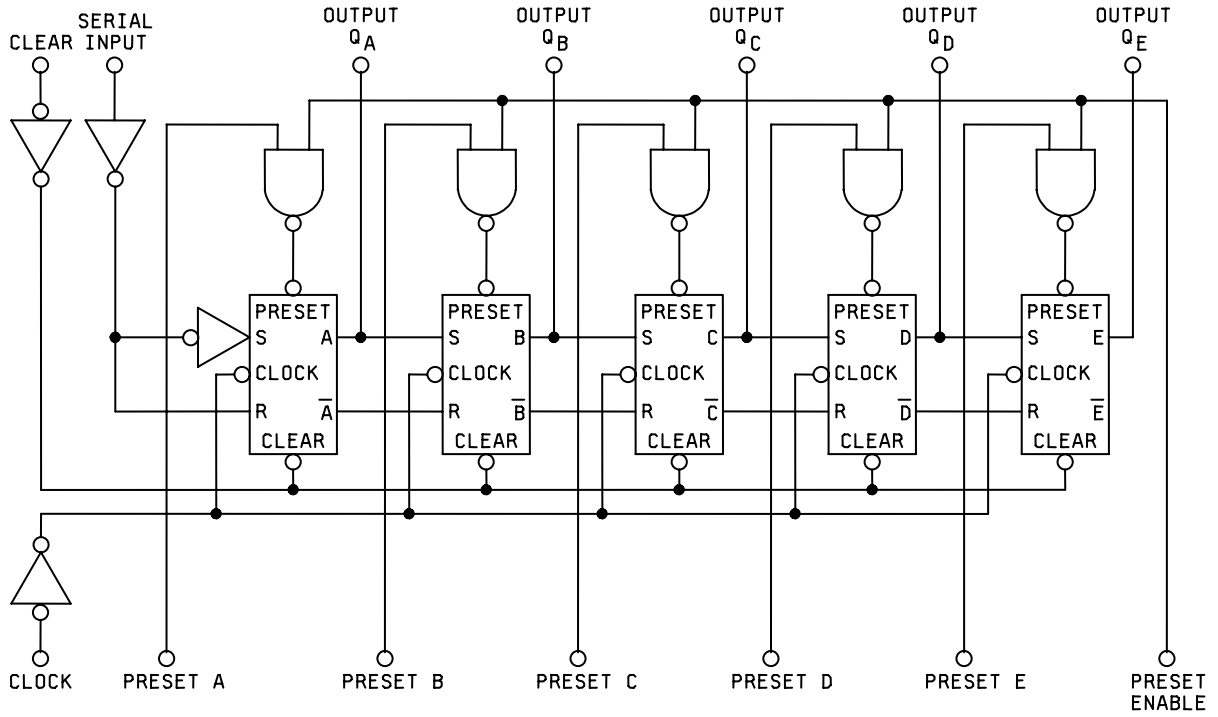 CLEAR
SERIAL
INPUT
OUTPUT
QA
OUTPUT
QB
OUTPUT
QC
OUTPUT
QD
OUTPUT
QE
PRESET
S A
CLOCK
R A̅
CLEAR
PRESET
S B
CLOCK
R B̅
CLEAR
PRESET
S C
CLOCK
R C̅
CLEAR
PRESET
S D
CLOCK
R D̅
CLEAR
PRESET
S E
CLOCK
R E̅
CLEAR
CLOCK
PRESET A
PRESET B
PRESET C
PRESET D
PRESET E
PRESET
ENABLE